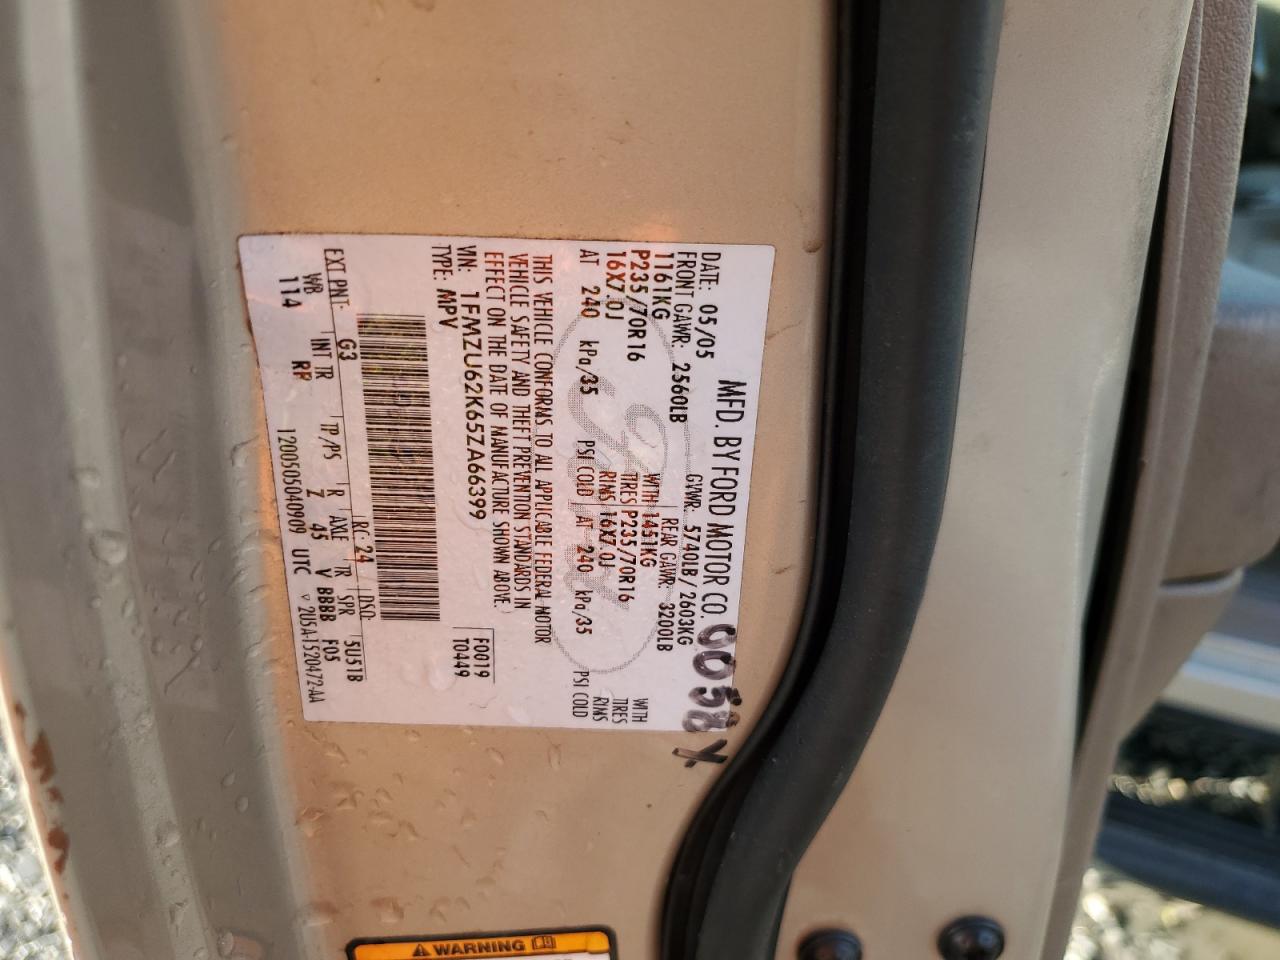 MFD. BY FORD MOTOR CO.
DATE: 05/05 GVWR: 5740LB/ 2603KG
FRONT GAWR: 2560LB REAR GAWR: 3200LB
1161KG WITH 1451KG WITH
P235/70R16 TIRES P235/70R16 TIRES
16X7.0J RIMS 16X7.0J RIMS
AT 240 kPa/35 PSI COLD AT 240 kPa/35 PSI COLD
THIS VEHICLE CONFORMS TO ALL APPLICABLE FEDERAL MOTOR
VEHICLE SAFETY AND THEFT PREVENTION STANDARDS IN
EFFECT ON THE DATE OF MANUFACTURE SHOWN ABOVE.
VIN: 1FMZU62K65ZA66399 F0019
TYPE: MPV T0449
EXT PNT: G3 RC: 24 DSO:
WB INT TR TP/PS R AXLE TR SPR 5U51B
114 RP Z 45 V BBBB F05
12005050409 09 UTC ▽ 2U5A-1520472-AA
WARNING